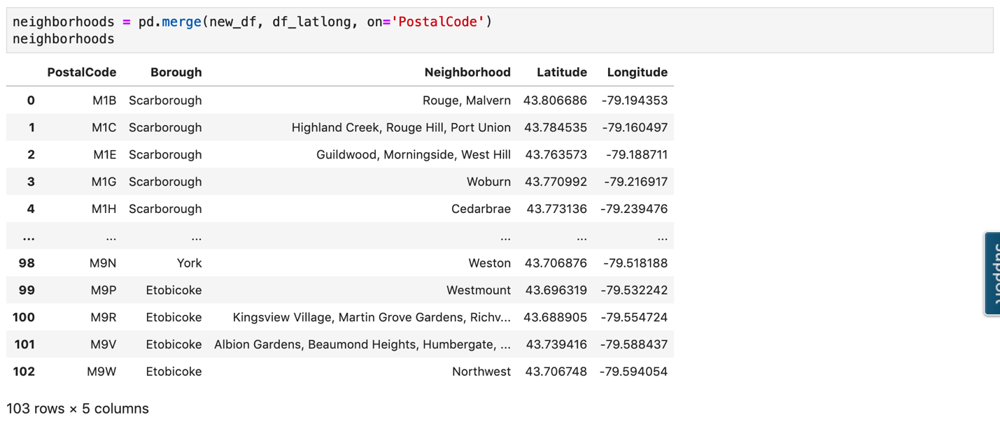 neighborhoods = pd.merge(new_df, df_latlong, on='PostalCode')
neighborhoods
PostalCode Borough Neighborhood Latitude Longitude
0 M1B Scarborough Rouge, Malvern 43.806686 -79.194353
1 M1C Scarborough Highland Creek, Rouge Hill, Port Union 43.784535 -79.160497
2 M1E Scarborough Guildwood, Morningside, West Hill 43.763573 -79.188711
3 M1G Scarborough Woburn 43.770992 -79.216917
4 M1H Scarborough Cedarbrae 43.773136 -79.239476
... ... ... ... ... ...
98 M9N York Weston 43.706876 -79.518188
99 M9P Etobicoke Westmount 43.696319 -79.532242
100 M9R Etobicoke Kingsview Village, Martin Grove Gardens, Richv... 43.688905 -79.554724
101 M9V Etobicoke Albion Gardens, Beaumond Heights, Humbergate, ... 43.739416 -79.588437
102 M9W Etobicoke Northwest 43.706748 -79.594054
103 rows × 5 columns
support